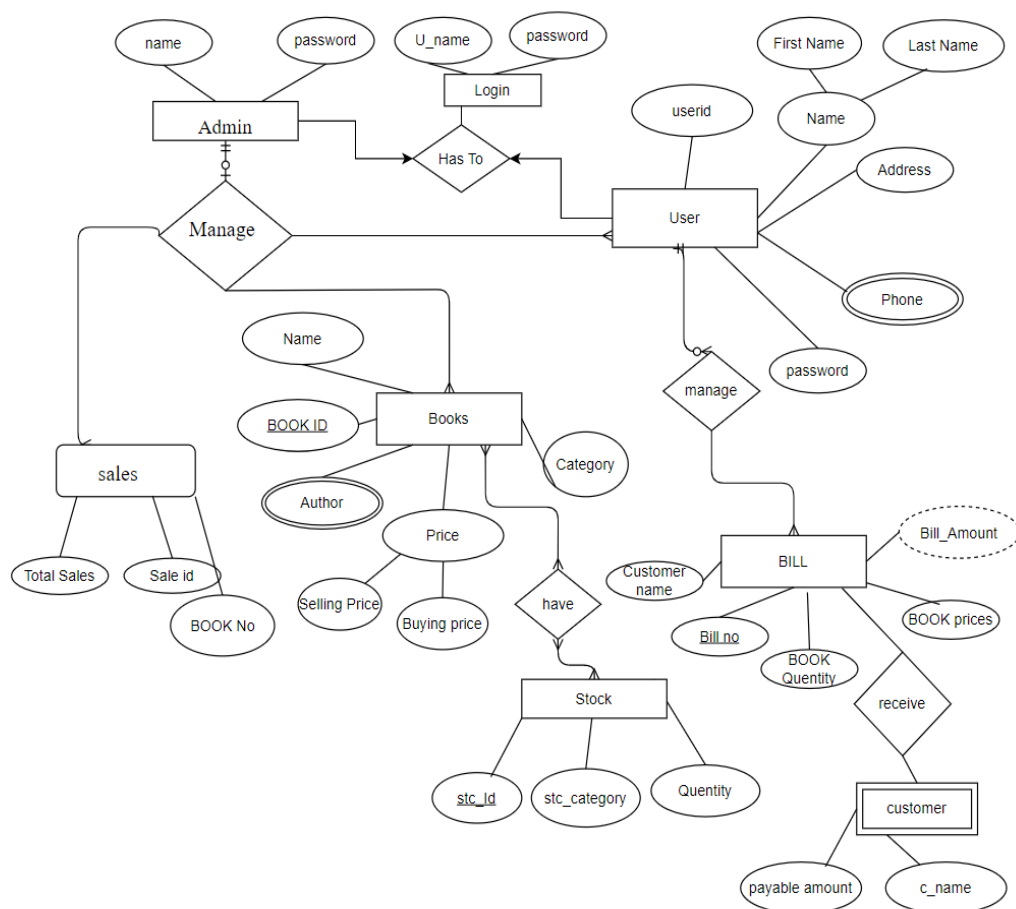 name
password
U_name
password
First Name
Last Name
Login
Admin
userid
Name
Has To
Address
User
Manage
Phone
Name
password
manage
BOOK ID
Books
Category
sales
Author
Bill_Amount
Price
BILL
Total Sales
Sale id
Customer
name
Selling Price
have
BOOK No
Buying price
BOOK prices
Bill no
BOOK
Quentity
Stock
receive
stc_Id
stc_category
Quentity
customer
payable amount
c_name